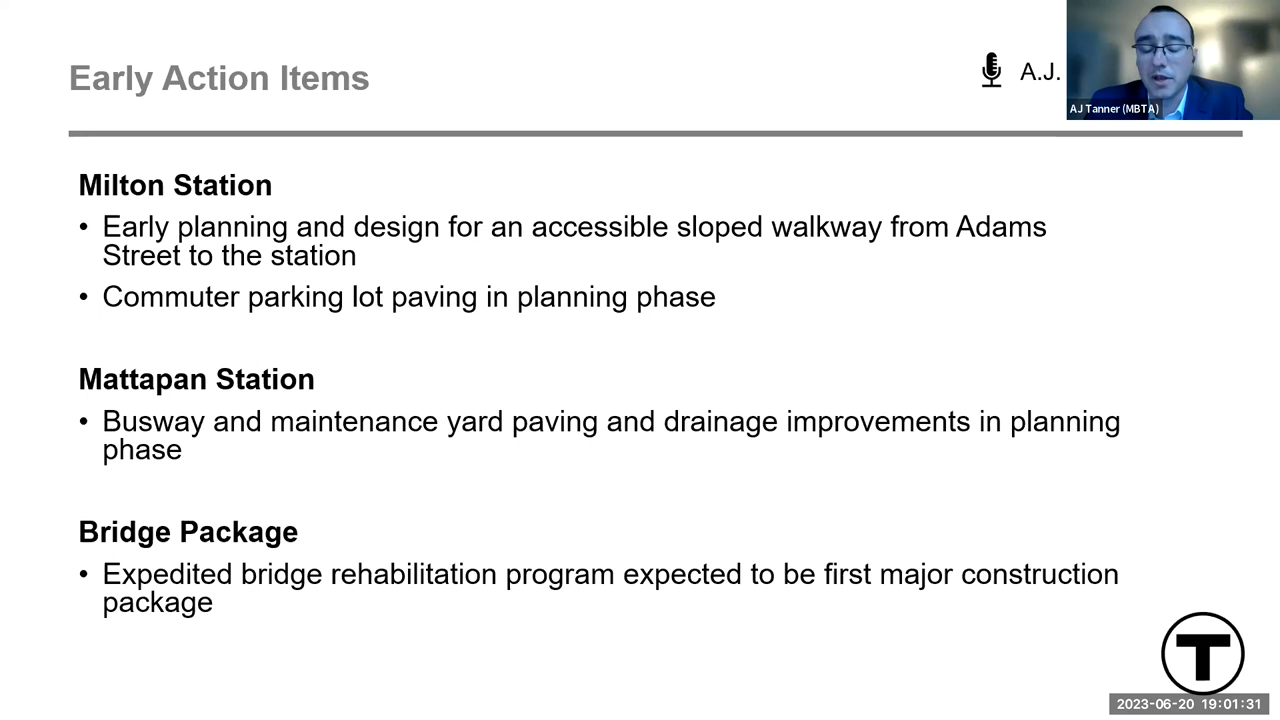 Early Action Items
A.J.
AJ Tanner (MBTA)
Milton Station
• Early planning and design for an accessible sloped walkway from Adams
Street to the station
• Commuter parking lot paving in planning phase
Mattapan Station
• Busway and maintenance yard paving and drainage improvements in planning
phase
Bridge Package
• Expedited bridge rehabilitation program expected to be first major construction
package
T
2023-06-20 19:01:31